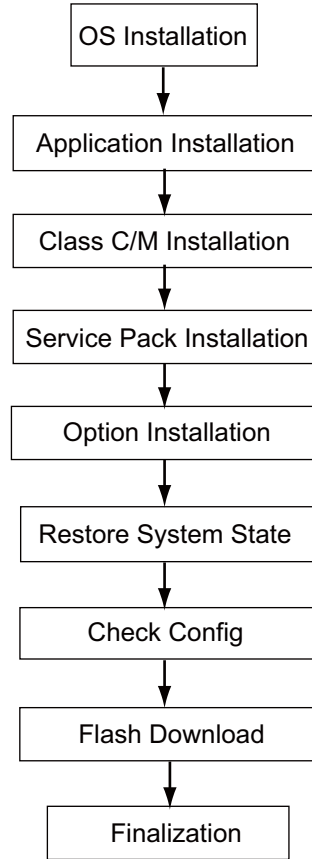 OS Installation
Application Installation
Class C/M Installation
Service Pack Installation
Option Installation
Restore System State
Check Config
Flash Download
Finalization